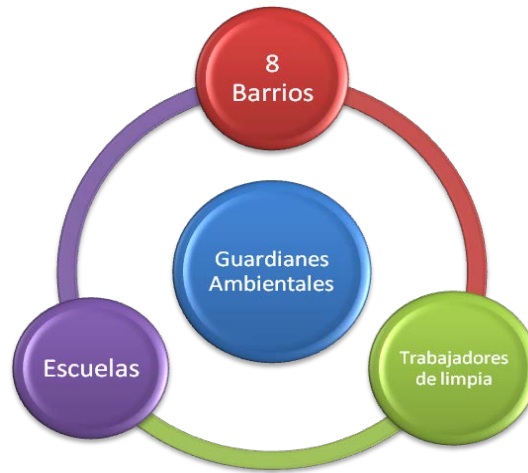 8
Barrios
Guardianes
Ambientales
Escuelas
Trabajadores
de limpia